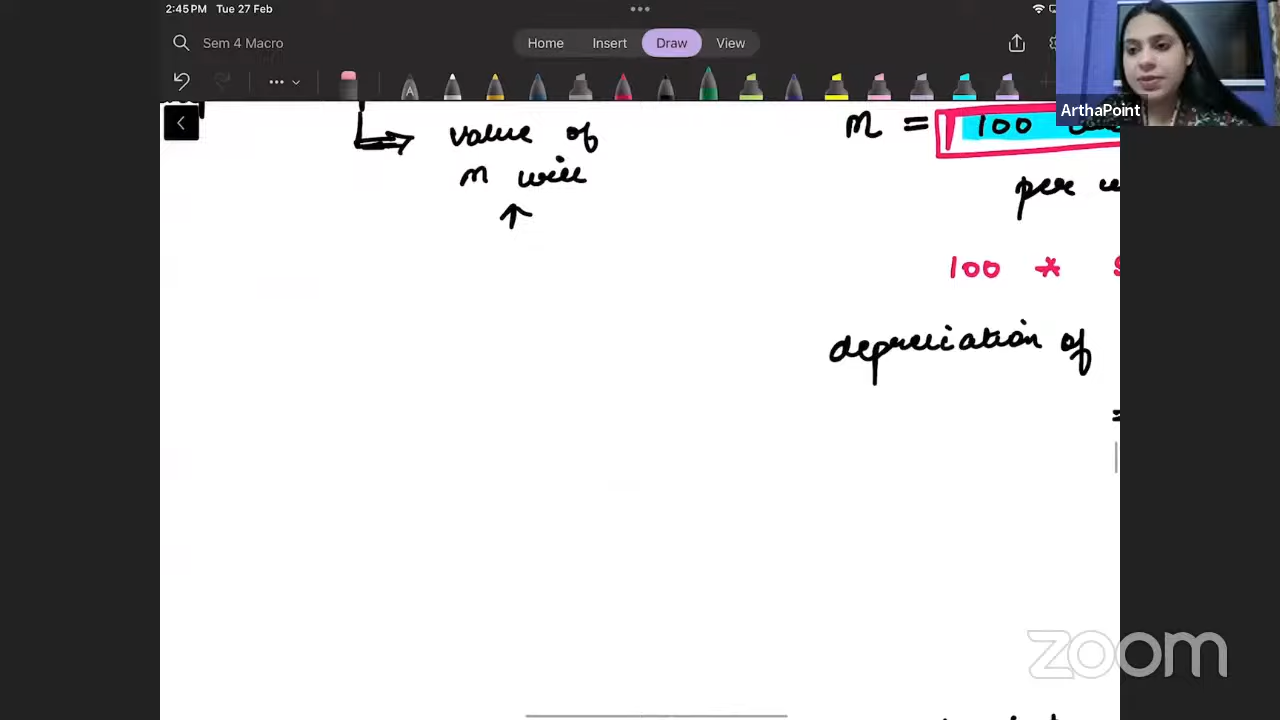 2:45 PM Tue 27 Feb
Sem 4 Macro
Home Insert Draw View
A
ArthaPoint
value of
m will
↑
m = 100
per
100 *
depreciation of
=
zoom